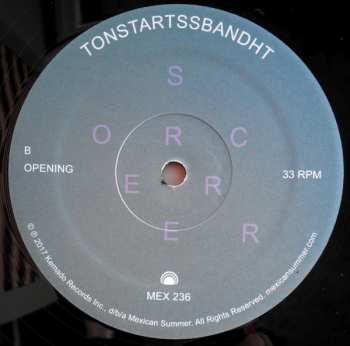 TONSTARTSSBANDHT
S
O R C
B
OPENING
33 RPM
E R E
E R
MEX 236
© ℗ 2017 Kemado Records Inc., d/b/a Mexican Summer. All Rights Reserved. mexicansummer.com